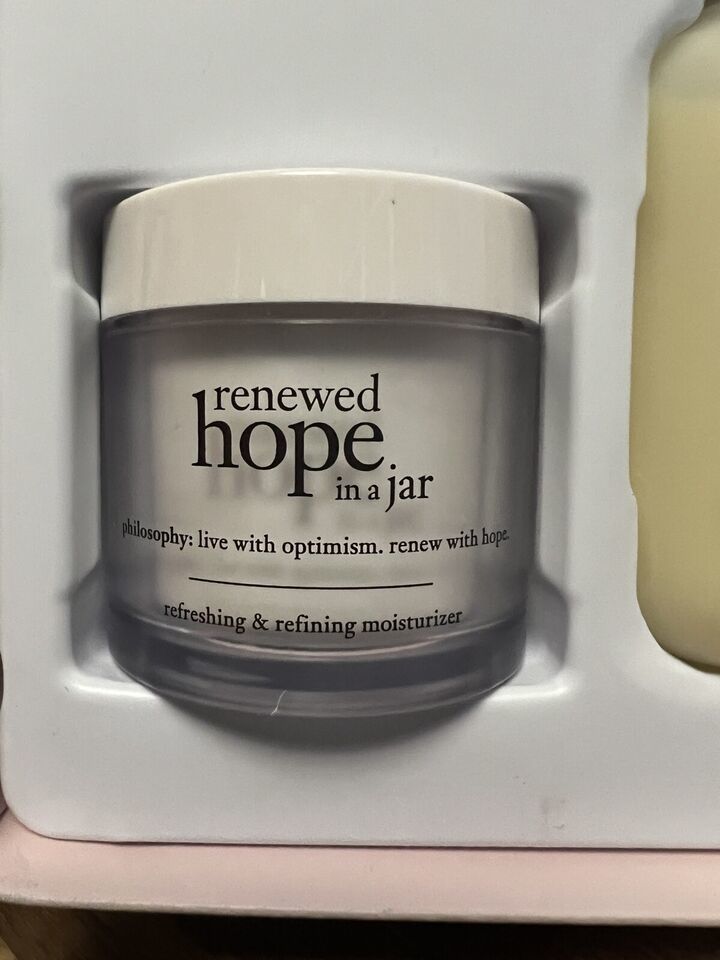 renewed
hope
in a jar
philosophy: live with optimism. renew with hope.
refreshing & refining moisturizer